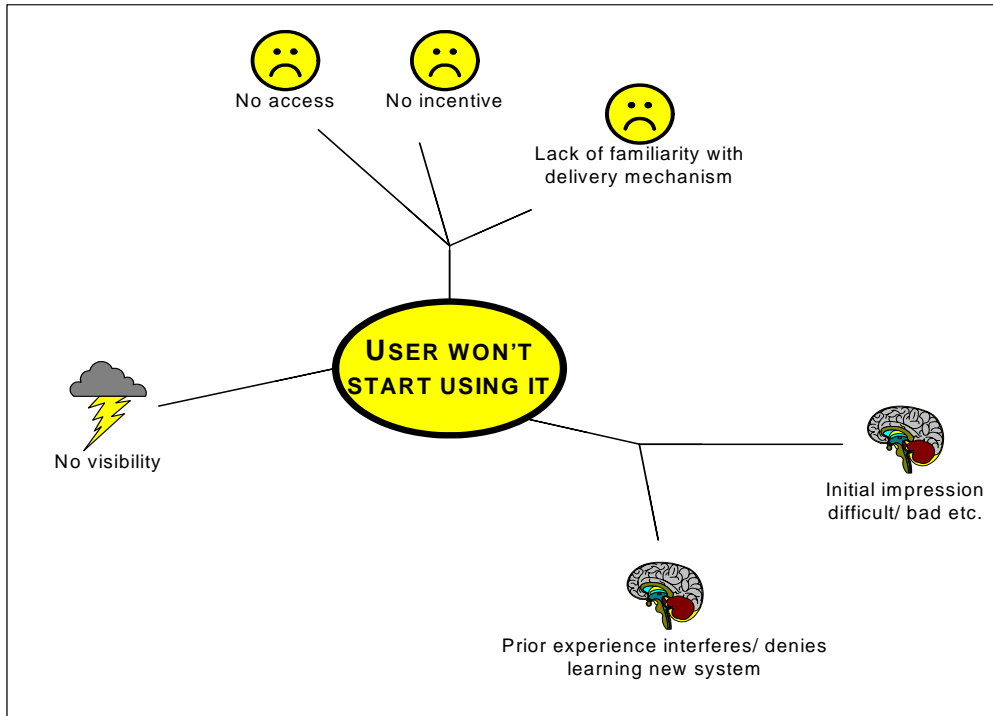 No access
No incentive
Lack of familiarity with
delivery mechanism
USER WON'T
START USING IT
No visibility
Initial impression
difficult/ bad etc.
Prior experience interferes/ denies
learning new system